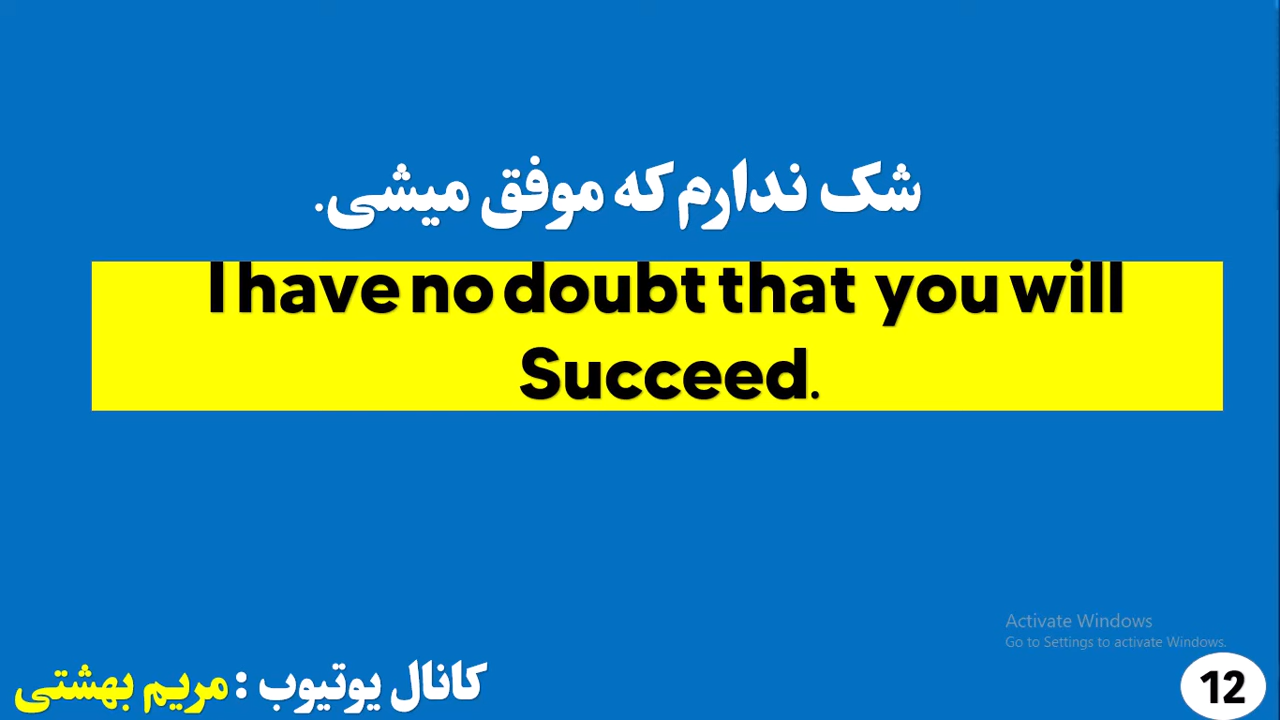 شک ندارم که موفق میشی.
I have no doubt that you will
Succeed.
Activate Windows
Go to Settings to activate Windows.
کانال یوتیوب : مریم بهشتی
12